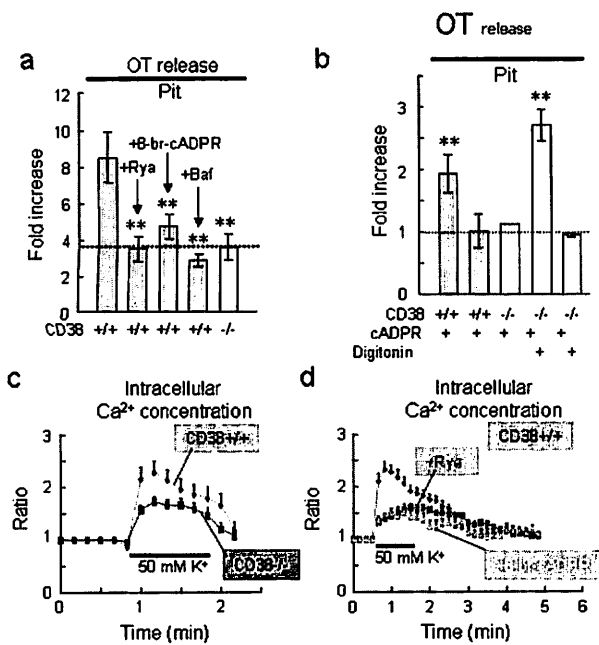 OT release
a
OT release
Pit
12
10
8
6
4
2
0
Fold increase
+8-br-cADPR
+Rya
+Baf
** ** ** **
CD38 +/+ +/+ +/+ +/+ -/-
b
Pit
3
2
1
0
Fold increase
** **
CD38 +/+ +/+ -/- -/- -/-
cADPR + + + +
Digitonin + +
c
Intracellular
Ca²⁺ concentration
CD38+/+
3
2
1
0
Ratio
CD38-/-
50 mM K⁺
0 1 2
Time (min)
d
Intracellular
Ca²⁺ concentration
CD38+/+
+Rya
3
2
1
0
Ratio
50 mM K⁺
0 1 2 3 4 5 6
Time (min)